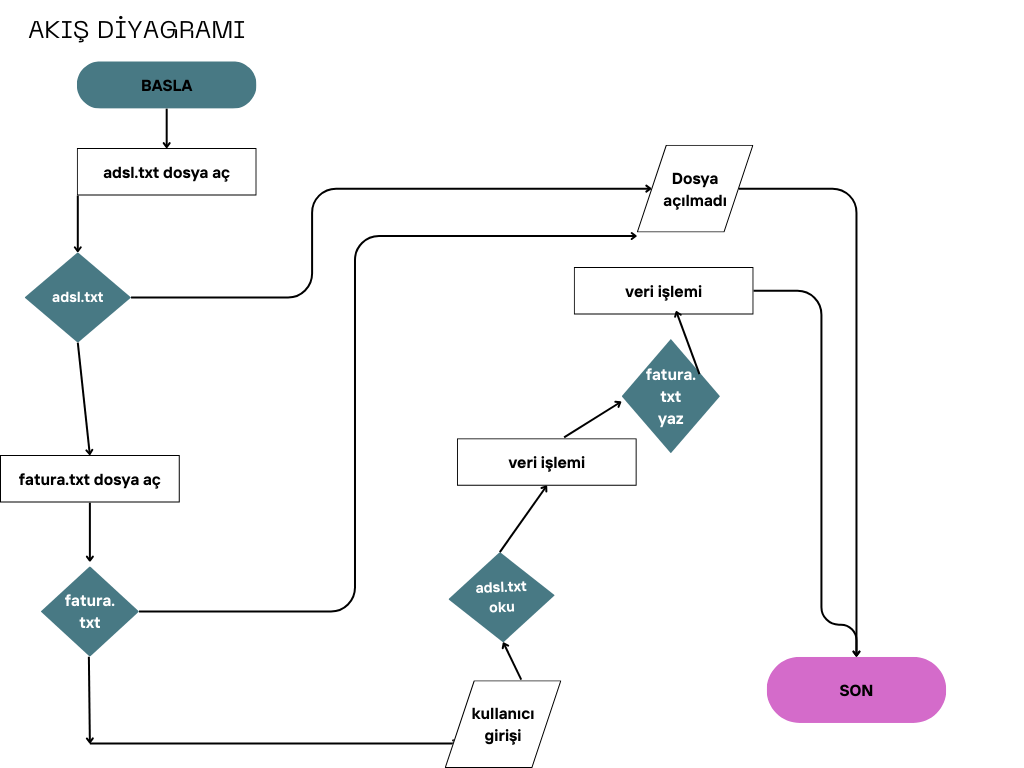 AKIŞ DİYAGRAMI
BASLA
adsl.txt dosya aç
adsl.txt
fatura.txt dosya aç
fatura.
txt
kullanıcı
girişi
adsl.txt
oku
veri işlemi
fatura.
txt
yaz
veri işlemi
Dosya
açılmadı
SON